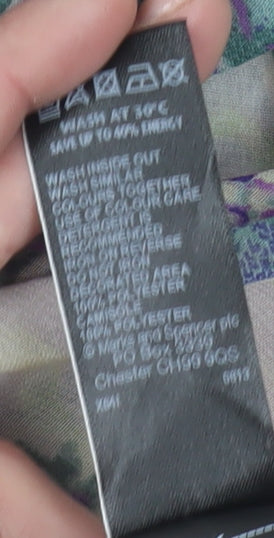 WASH AT 30°C
SAVE UP TO 40% ENERGY
WASH INSIDE OUT
WASH SIMILAR
COLOURS TOGETHER
USE OF COLOUR CARE
DETERGENT IS
RECOMMENDED
IRON ON REVERSE
DO NOT IRON
DECORATED AREA
100% POLYESTER
CAMISOLE
100% POLYESTER
© Marks and Spencer plc
PO Box 3339
Chester CH99 9QS
0613